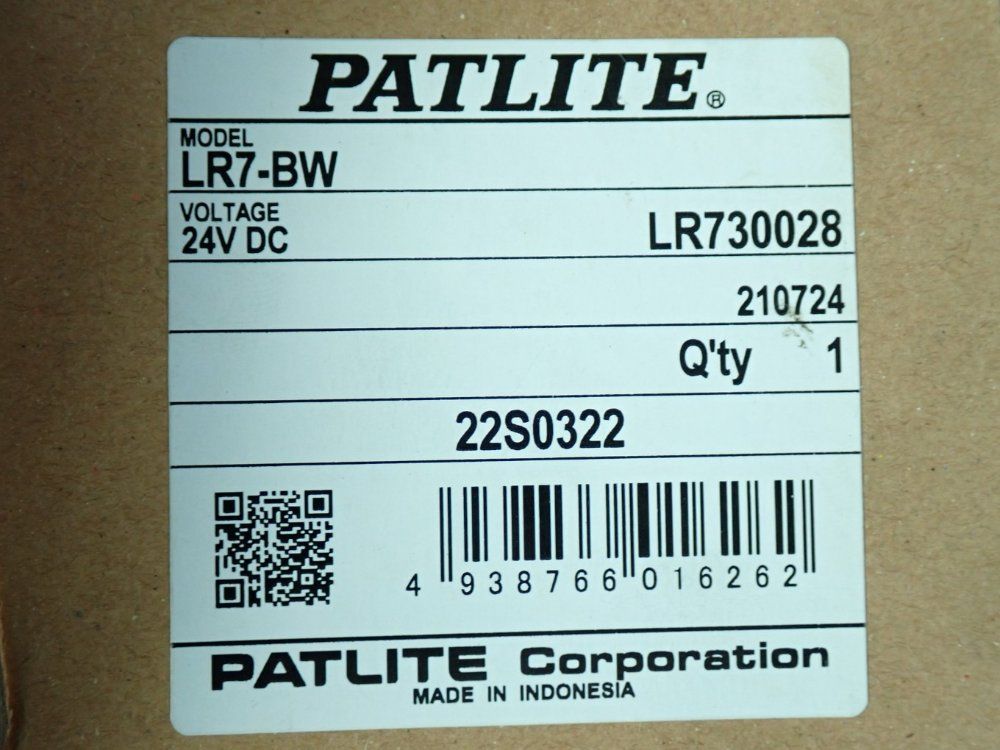 PATLITE®
MODEL
LR7-BW
VOLTAGE
24V DC
LR730028
210724
Q'ty 1
22S0322
4 938766 016262
PATLITE Corporation
MADE IN INDONESIA